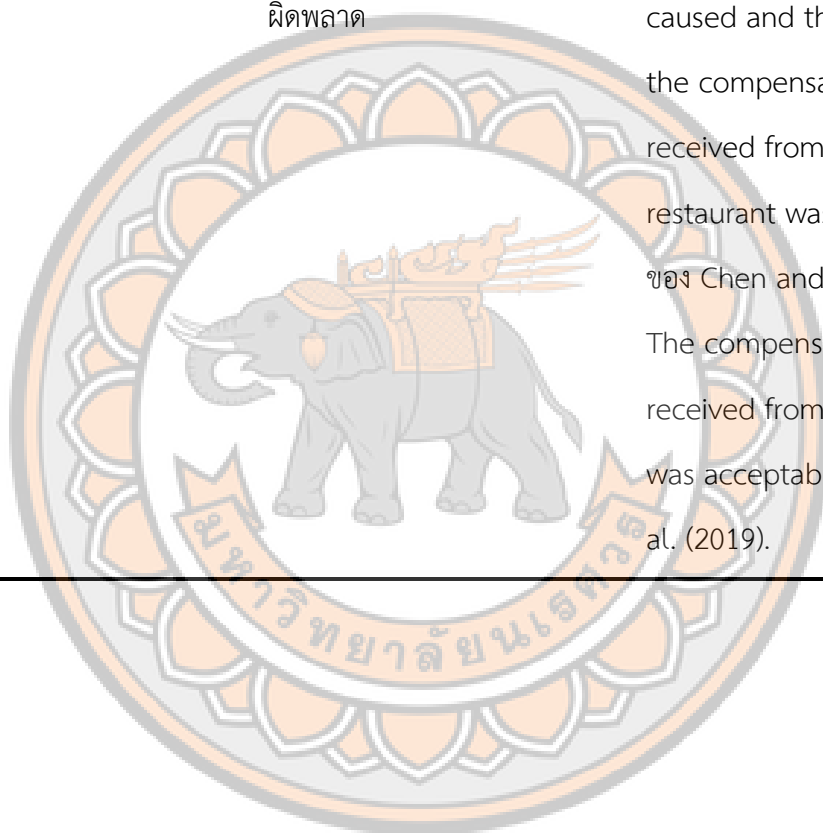 ผิดพลาด
caused and th
the compensa
received from
restaurant wa
ของ Chen and
The compens
received from
was acceptab
al. (2019).
มหาวิทยาลัยนเรศวร